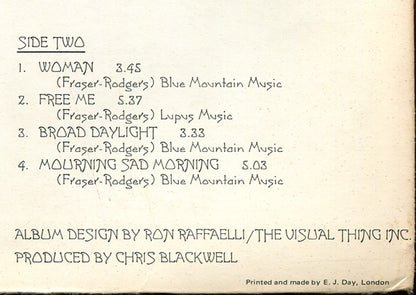 SIDE TWO
1. WOMAN 3.45
(Fraser-Rodgers) Blue Mountain Music
2. FREE ME 5.37
(Fraser-Rodgers) Lupus Music
3. BROAD DAYLIGHT 3.33
(Fraser-Rodgers) Blue Mountain Music
4. MOURNING SAD MORNING 5.03
(Fraser-Rodgers) Blue Mountain Music
ALBUM DESIGN BY RON RAFFAELLI/THE VISUAL THING INC.
PRODUCED BY CHRIS BLACKWELL
Printed and made by E. J. Day, London